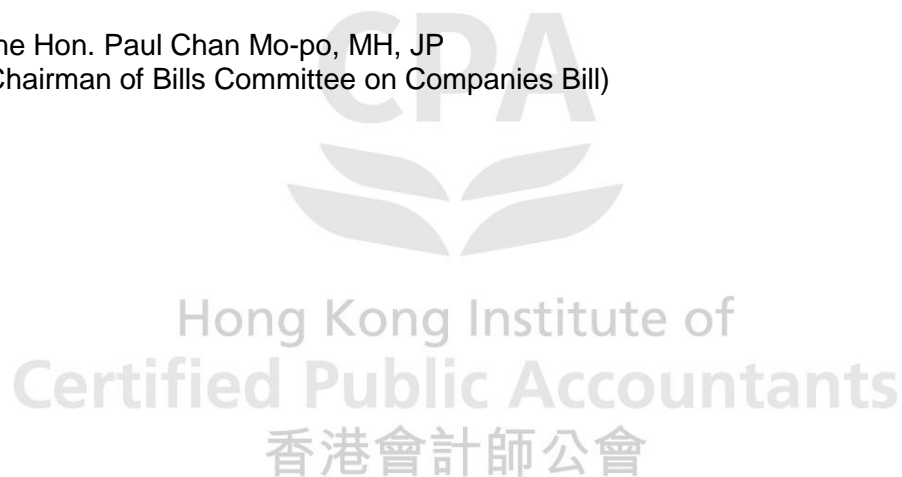 ne Hon. Paul Chan Mo-po, MH, JP
Chairman of Bills Committee on Companies Bill)
CPA
Hong Kong Institute of
Certified Public Accountants
香港會計師公會